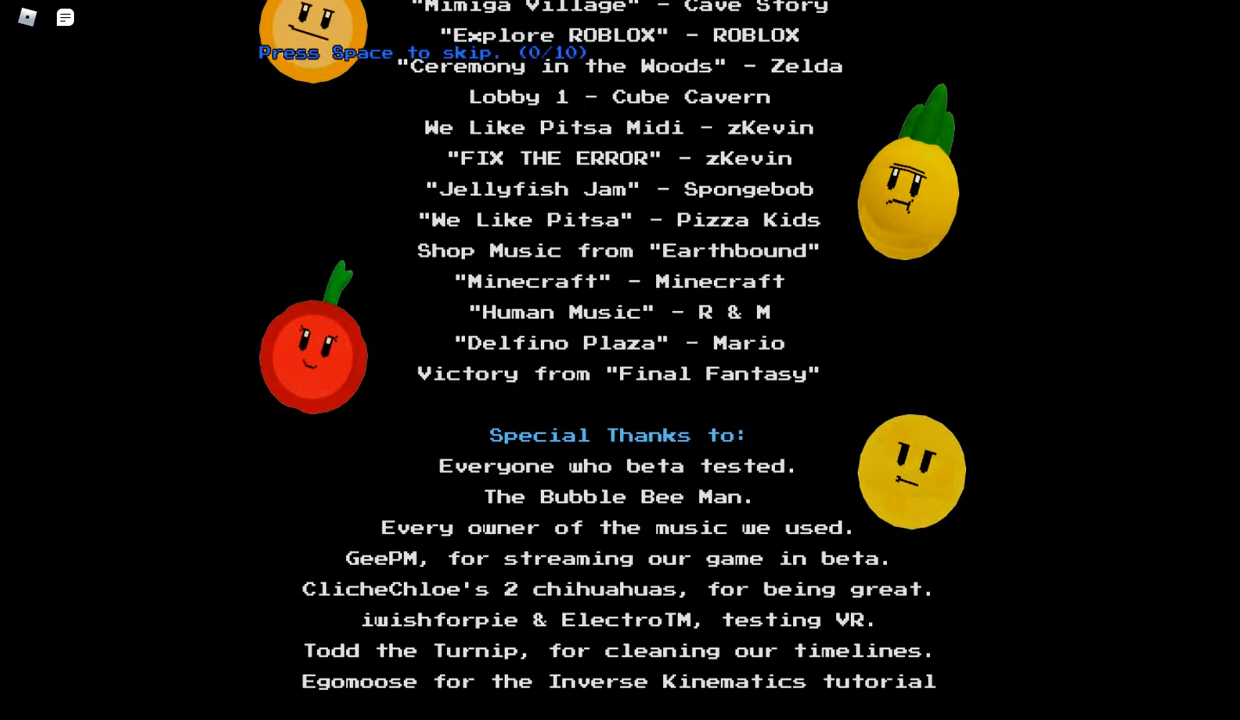 "Mimiga Village" - Cave Story
"Explore ROBLOX" - ROBLOX
Press Space to skip. (0/10)
"Ceremony in the Woods" - Zelda
Lobby 1 - Cube Cavern
We Like Pitsa Midi - zKevin
"FIX THE ERROR" - zKevin
"Jellyfish Jam" - Spongebob
"We Like Pitsa" - Pizza Kids
Shop Music from "Earthbound"
"Minecraft" - Minecraft
"Human Music" - R & M
"Delfino Plaza" - Mario
Victory from "Final Fantasy"
Special Thanks to:
Everyone who beta tested.
The Bubble Bee Man.
Every owner of the music we used.
GeePM, for streaming our game in beta.
ClicheChloe's 2 chihuahuas, for being great.
iwishforpie & ElectroTM, testing VR.
Todd the Turnip, for cleaning our timelines.
Egomoose for the Inverse Kinematics tutorial